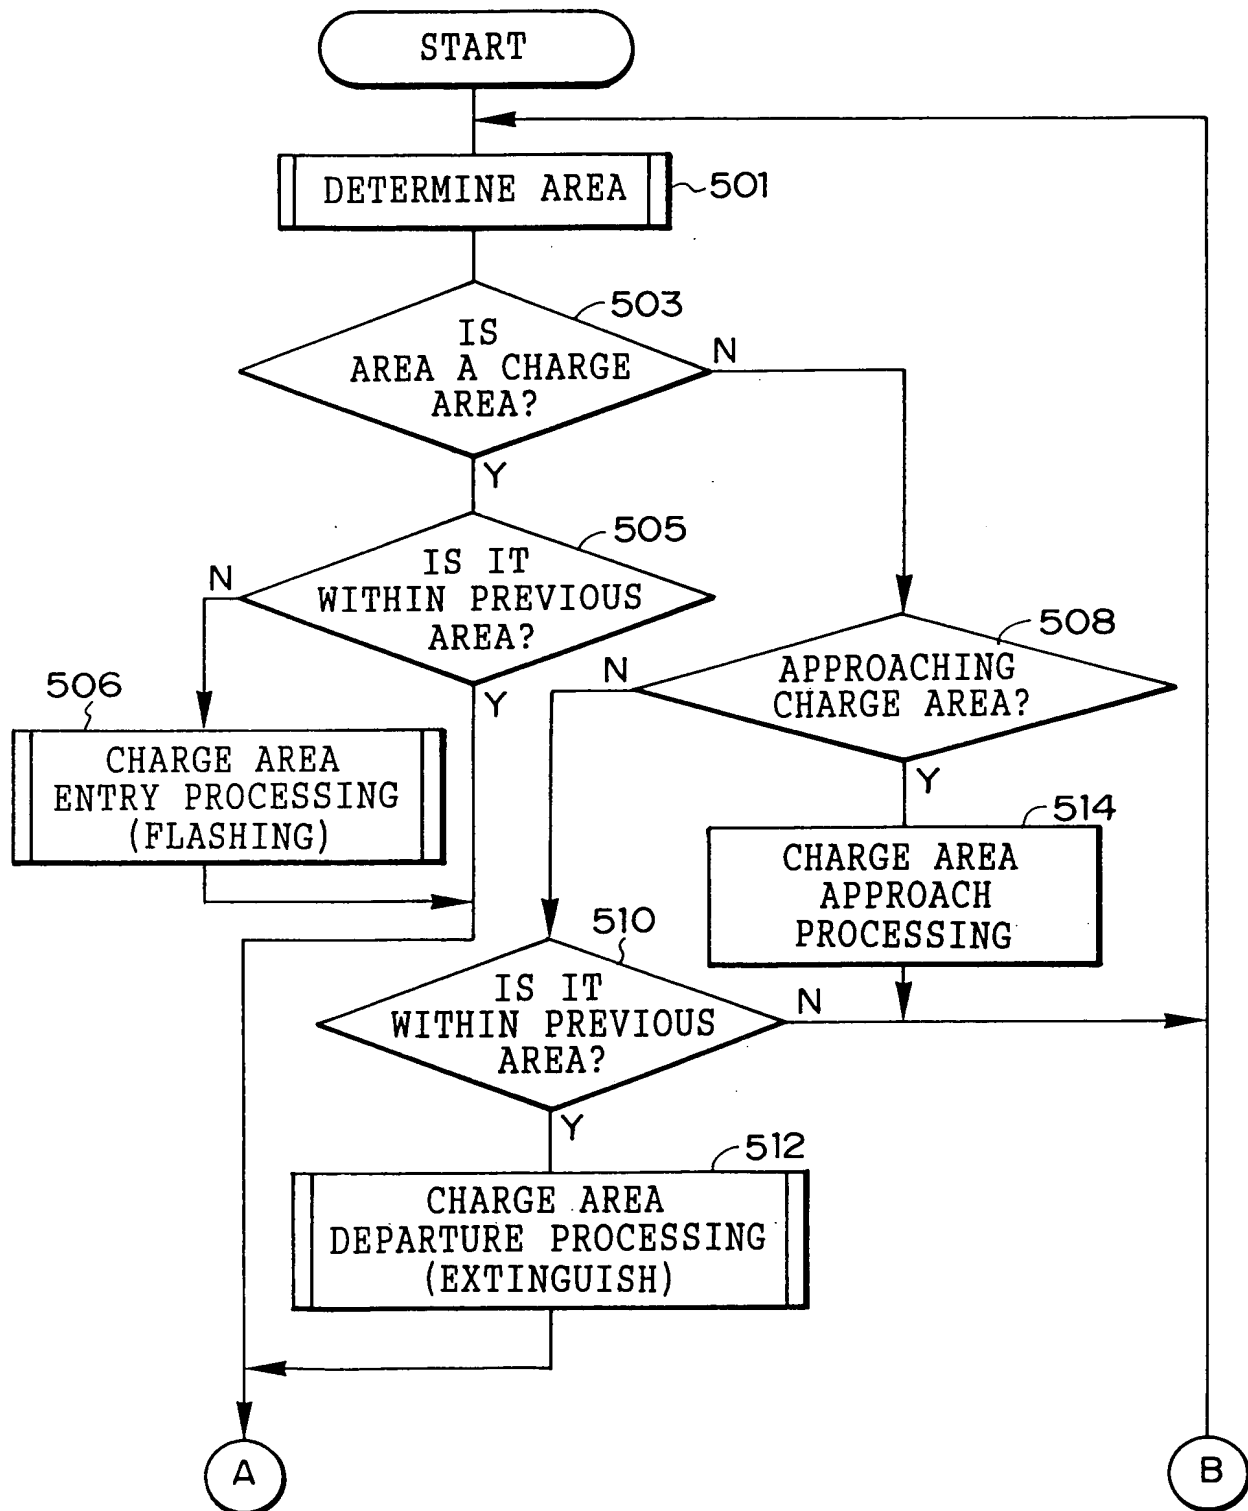 START
DETERMINE AREA
501
503
IS
AREA A CHARGE
AREA?
N
Y
505
IS IT
WITHIN PREVIOUS
AREA?
N
Y
506
CHARGE AREA
ENTRY PROCESSING
(FLASHING)
508
APPROACHING
CHARGE AREA?
N
Y
514
CHARGE AREA
APPROACH
PROCESSING
510
IS IT
WITHIN PREVIOUS
AREA?
N
Y
512
CHARGE AREA
DEPARTURE PROCESSING
(EXTINGUISH)
A
B